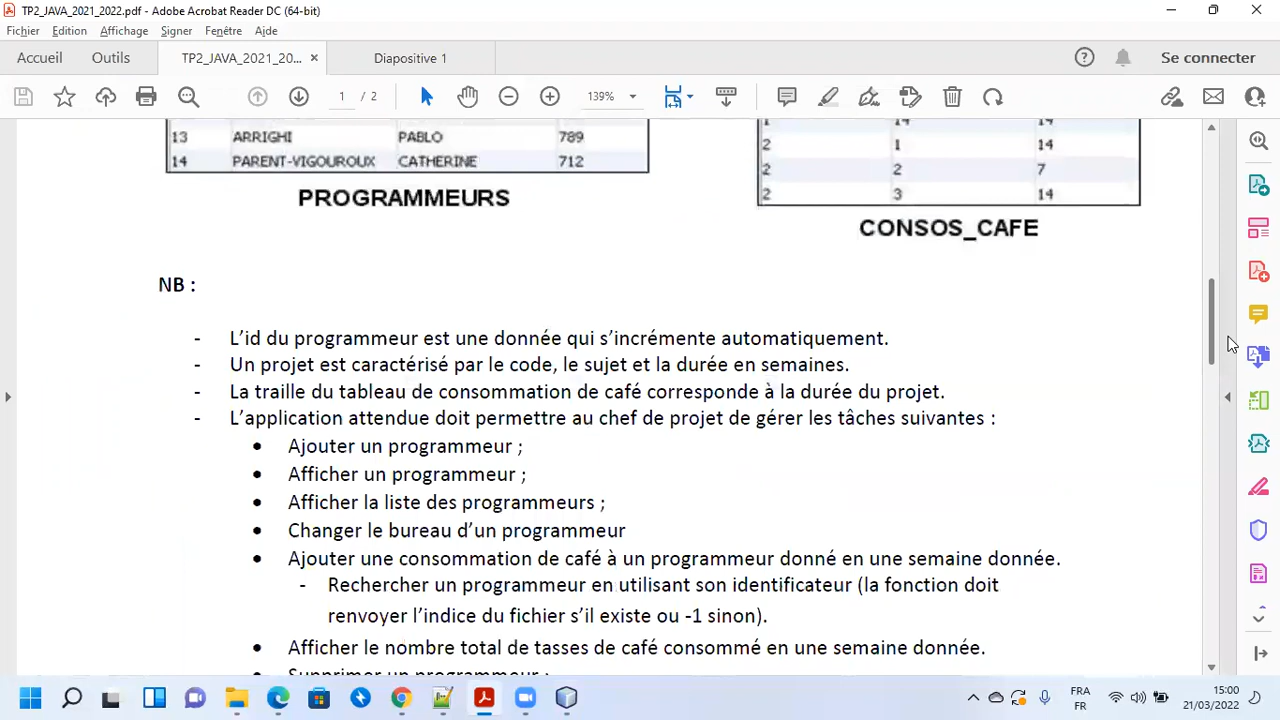 TP2_JAVA_2021_2022.pdf - Adobe Acrobat Reader DC (64-bit)
Fichier Edition Affichage Signer Fenêtre Aide
Accueil Outils TP2_JAVA_2021_20... Diapositive 1 Se connecter
1 / 2 139%
13 ARRIGHI PABLO 789
14 PARENT-VIGOUROUX CATHERINE 712
PROGRAMMEURS
1 14 14
2 1 14
2 2 7
2 3 14
CONSOS_CAFE
NB :
- L’id du programmeur est une donnée qui s’incrémente automatiquement.
- Un projet est caractérisé par le code, le sujet et la durée en semaines.
- La traille du tableau de consommation de café corresponde à la durée du projet.
- L’application attendue doit permettre au chef de projet de gérer les tâches suivantes :
• Ajouter un programmeur ;
• Afficher un programmeur ;
• Afficher la liste des programmeurs ;
• Changer le bureau d’un programmeur
• Ajouter une consommation de café à un programmeur donné en une semaine donnée.
- Rechercher un programmeur en utilisant son identificateur (la fonction doit
renvoyer l’indice du fichier s’il existe ou -1 sinon).
• Afficher le nombre total de tasses de café consommé en une semaine donnée.
• Supprimer un programmeur ;
FRA 15:00
FR 21/03/2022